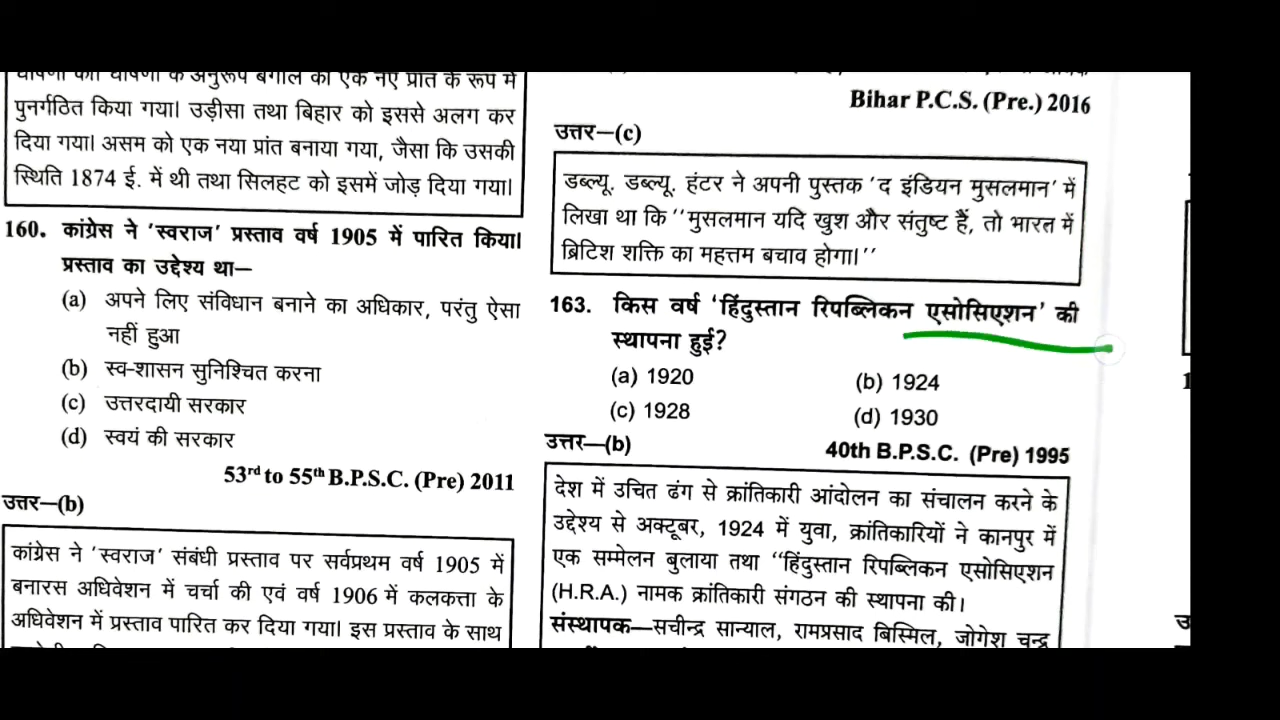 पुनर्गठित किया गया। उड़ीसा तथा बिहार को इससे अलग कर
दिया गया। असम को एक नया प्रांत बनाया गया, जैसा कि उसकी
स्थिति 1874 ई. में थी तथा सिलहट को इसमें जोड़ दिया गया।
160. कांग्रेस ने 'स्वराज' प्रस्ताव वर्ष 1905 में पारित किया।
प्रस्ताव का उद्देश्य था—
(a) अपने लिए संविधान बनाने का अधिकार, परंतु ऐसा
नहीं हुआ
(b) स्व-शासन सुनिश्चित करना
(c) उत्तरदायी सरकार
(d) स्वयं की सरकार
53rd to 55th B.P.S.C. (Pre) 2011
उत्तर—(b)
कांग्रेस ने 'स्वराज' संबंधी प्रस्ताव पर सर्वप्रथम वर्ष 1905 में
बनारस अधिवेशन में चर्चा की एवं वर्ष 1906 में कलकत्ता के
अधिवेशन में प्रस्ताव पारित कर दिया गया। इस प्रस्ताव के साथ
Bihar P.C.S. (Pre.) 2016
उत्तर—(c)
डब्ल्यू. डब्ल्यू. हंटर ने अपनी पुस्तक 'द इंडियन मुसलमान' में
लिखा था कि ''मुसलमान यदि खुश और संतुष्ट हैं, तो भारत में
ब्रिटिश शक्ति का महत्तम बचाव होगा।''
163. किस वर्ष 'हिंदुस्तान रिपब्लिकन एसोसिएशन' की
स्थापना हुई?
(a) 1920 (b) 1924
(c) 1928 (d) 1930
उत्तर—(b) 40th B.P.S.C. (Pre) 1995
देश में उचित ढंग से क्रांतिकारी आंदोलन का संचालन करने के
उद्देश्य से अक्टूबर, 1924 में युवा, क्रांतिकारियों ने कानपुर में
एक सम्मेलन बुलाया तथा ''हिंदुस्तान रिपब्लिकन एसोसिएशन
(H.R.A.) नामक क्रांतिकारी संगठन की स्थापना की।
संस्थापक—सचीन्द्र सान्याल, रामप्रसाद बिस्मिल, जोगेश चन्द्र